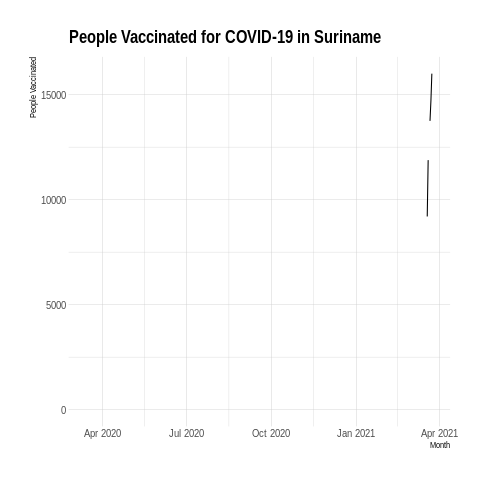 People Vaccinated for COVID-19 in Suriname
People Vaccinated
15000
10000
5000
0
Apr 2020 Jul 2020 Oct 2020 Jan 2021 Apr 2021
Month